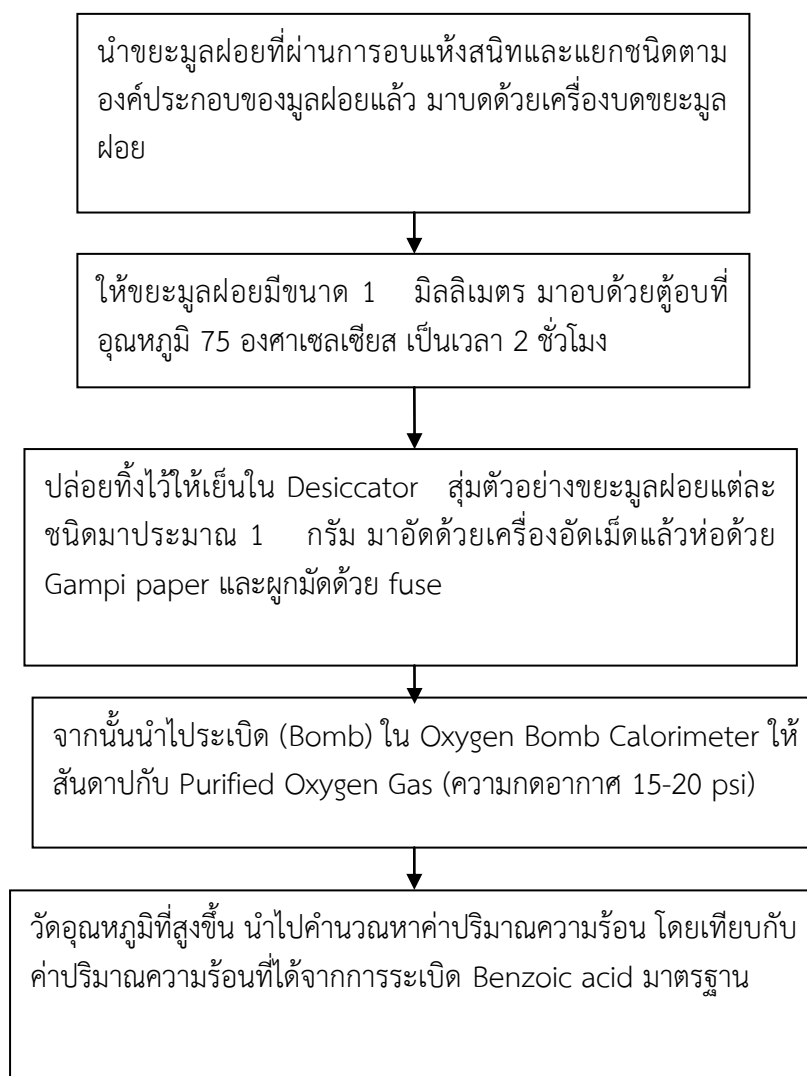 นำขยะมูลฝอยที่ผ่านการอบแห้งสนิทและแยกชนิดตาม
องค์ประกอบของมูลฝอยแล้ว มาบดด้วยเครื่องบดขยะมูล
ฝอย
ให้ขยะมูลฝอยมีขนาด 1 มิลลิเมตร มาอบด้วยตู้อบที่
อุณหภูมิ 75 องศาเซลเซียส เป็นเวลา 2 ชั่วโมง
ปล่อยทิ้งไว้ให้เย็นใน Desiccator สุ่มตัวอย่างขยะมูลฝอยแต่ละ
ชนิดมาประมาณ 1 กรัม มาอัดด้วยเครื่องอัดเม็ดแล้วห่อด้วย
Gampi paper และผูกมัดด้วย fuse
จากนั้นนำไประเบิด (Bomb) ใน Oxygen Bomb Calorimeter ให้
สันดาปกับ Purified Oxygen Gas (ความกดอากาศ 15-20 psi)
วัดอุณหภูมิที่สูงขึ้น นำไปคำนวณหาค่าปริมาณความร้อน โดยเทียบกับ
ค่าปริมาณความร้อนที่ได้จากการระเบิด Benzoic acid มาตรฐาน